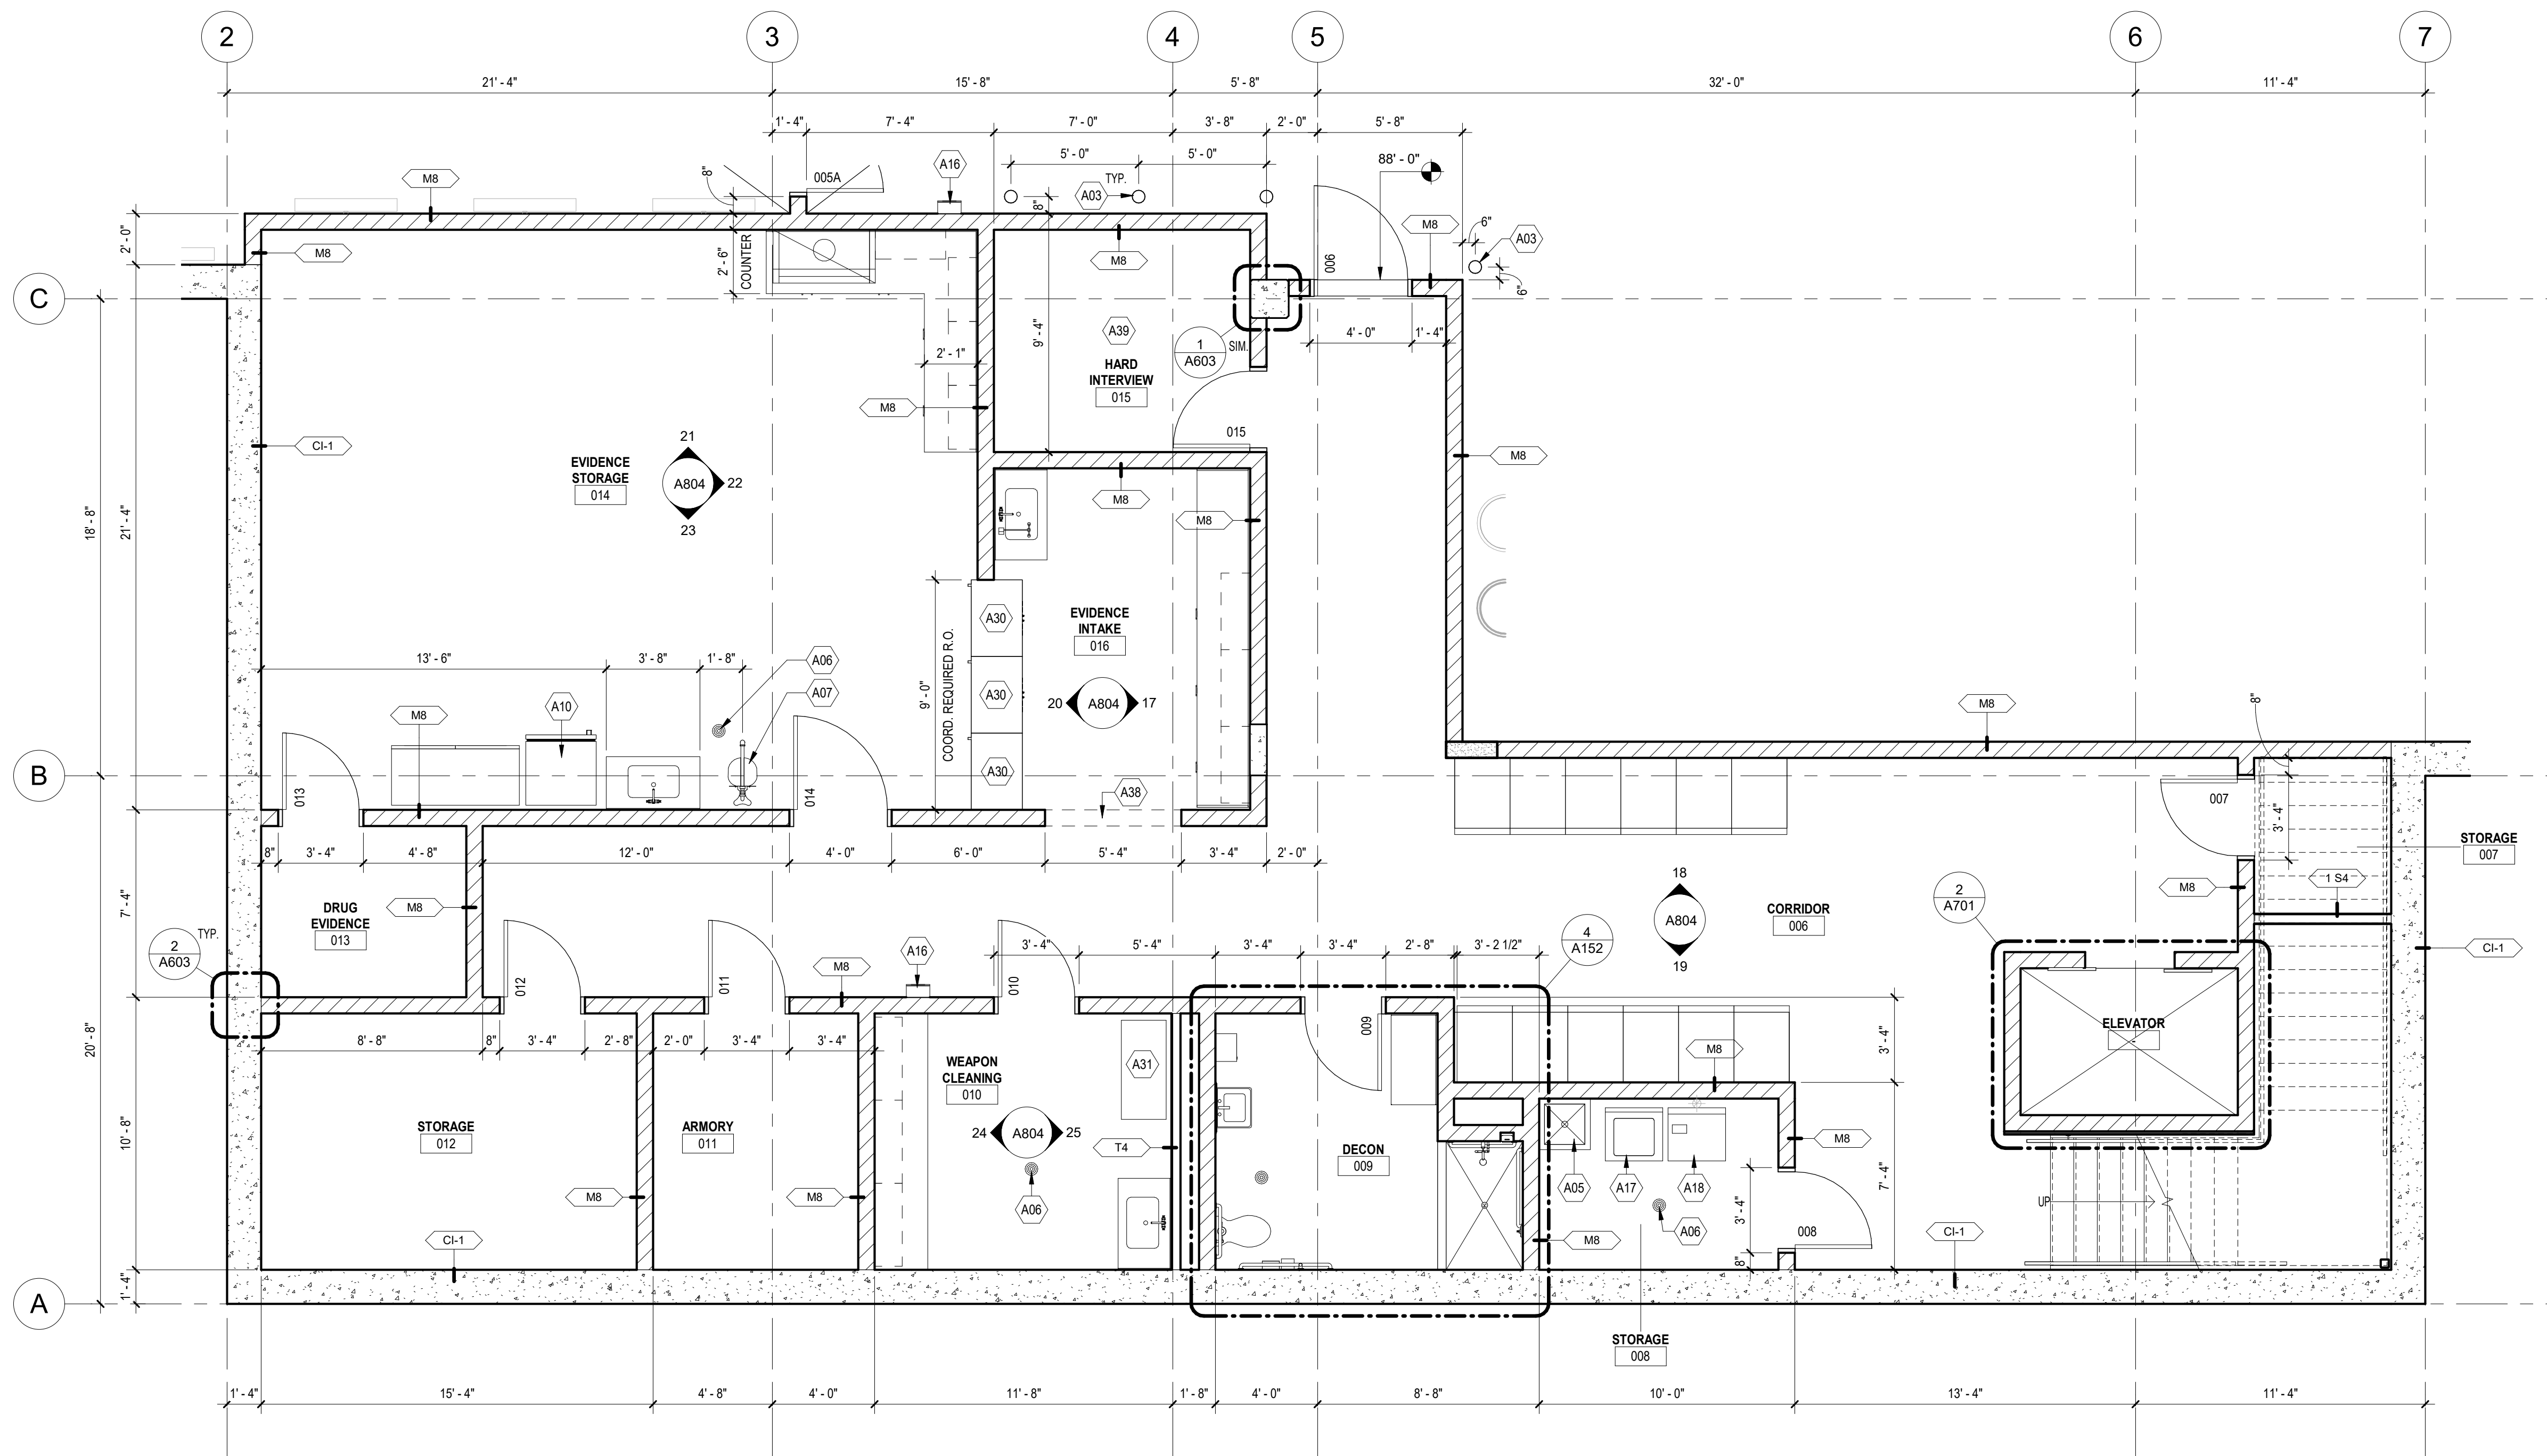 2
3
4
5
6
7
21' - 4"
15' - 8"
5' - 8"
32' - 0"
11' - 4"
1' - 4"
7' - 4"
7' - 0"
3' - 8"
2' - 0"
5' - 8"
5' - 0"
5' - 0"
88' - 0"
M8
8"
005A
A16
TYP.
A03
8"
M8
6"
A03
6"
2' - 0"
M8
2' - 6"
COUNTER
M8
006
C
A39
9' - 4"
1
A603
SIM.
4' - 0"
1' - 4"
2' - 1"
HARD
INTERVIEW
015
M8
015
CI-1
21
EVIDENCE
STORAGE
014
A804
22
23
M8
M8
M8
18' - 8"
21' - 4"
A30
EVIDENCE
INTAKE
016
9' - 0"
COORD. REQUIRED R.O.
13' - 6"
3' - 8"
1' - 8"
A06
A07
A30
20
A804
17
M8
A10
M8
8"
B
013
014
A30
A38
007
3' - 4"
STORAGE
007
8"
3' - 4"
4' - 8"
12' - 0"
4' - 0"
6' - 0"
5' - 4"
3' - 4"
2' - 0"
18
1 S4
M8
7' - 4"
DRUG
EVIDENCE
013
M8
2
A701
CORRIDOR
006
A804
19
TYP.
2
A603
4
A152
CI-1
3' - 4"
5' - 4"
3' - 4"
3' - 4"
2' - 8"
3' - 2 1/2"
A16
M8
012
011
010
009
ELEVATOR
-
8' - 8"
8"
3' - 4"
2' - 8"
2' - 0"
3' - 4"
3' - 4"
M8
3' - 4"
20' - 8"
WEAPON
CLEANING
010
A31
STORAGE
012
ARMORY
011
24
A804
25
T4
DECON
009
M8
10' - 8"
M8
M8
A06
A05
A17
A18
7' - 4"
3' - 4"
UP
CI-1
M8
A06
008
CI-1
8"
1' - 4"
A
STORAGE
008
1' - 4"
15' - 4"
4' - 8"
4' - 0"
11' - 8"
1' - 8"
4' - 0"
8' - 8"
10' - 0"
13' - 4"
11' - 4"